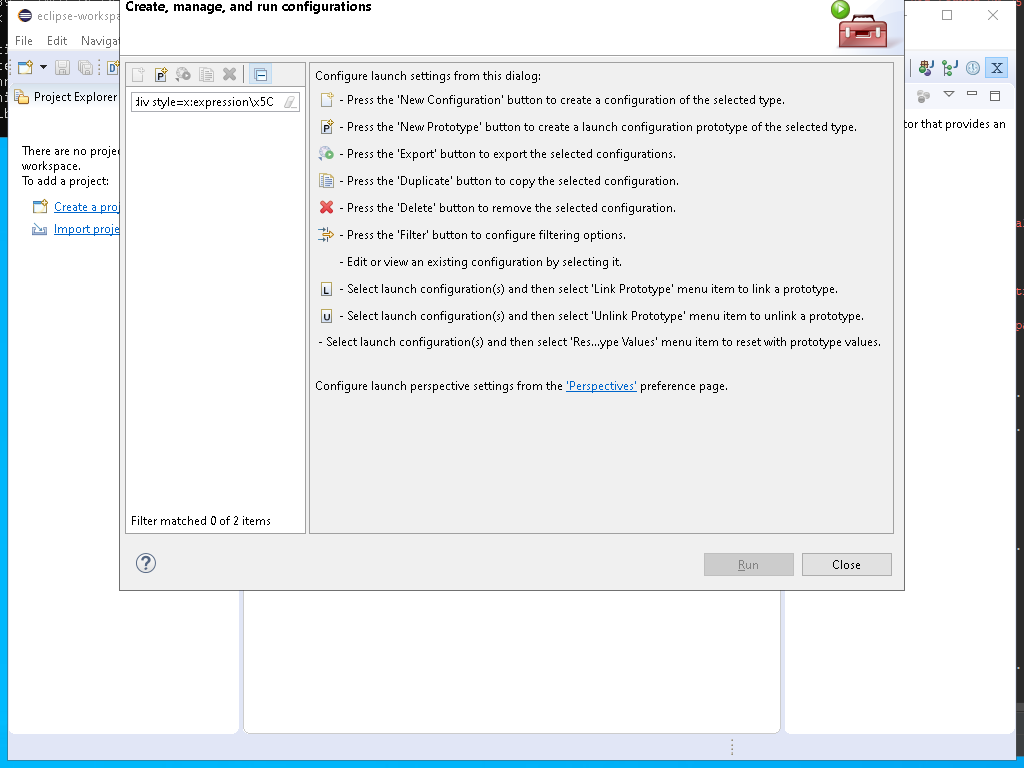 Create, manage, and run configurations
eclipse-workspa
File Edit Navigat
Project Explorer
There are no projec
workspace.
To add a project:
Create a proj
Import proje
div style=x:expression\x5C
Filter matched 0 of 2 items
Configure launch settings from this dialog:
- Press the 'New Configuration' button to create a configuration of the selected type.
- Press the 'New Prototype' button to create a launch configuration prototype of the selected type.
- Press the 'Export' button to export the selected configurations.
- Press the 'Duplicate' button to copy the selected configuration.
- Press the 'Delete' button to remove the selected configuration.
- Press the 'Filter' button to configure filtering options.
- Edit or view an existing configuration by selecting it.
- Select launch configuration(s) and then select 'Link Prototype' menu item to link a prototype.
- Select launch configuration(s) and then select 'Unlink Prototype' menu item to unlink a prototype.
- Select launch configuration(s) and then select 'Res...ype Values' menu item to reset with prototype values.
Configure launch perspective settings from the 'Perspectives' preference page.
tor that provides an
Run
Close